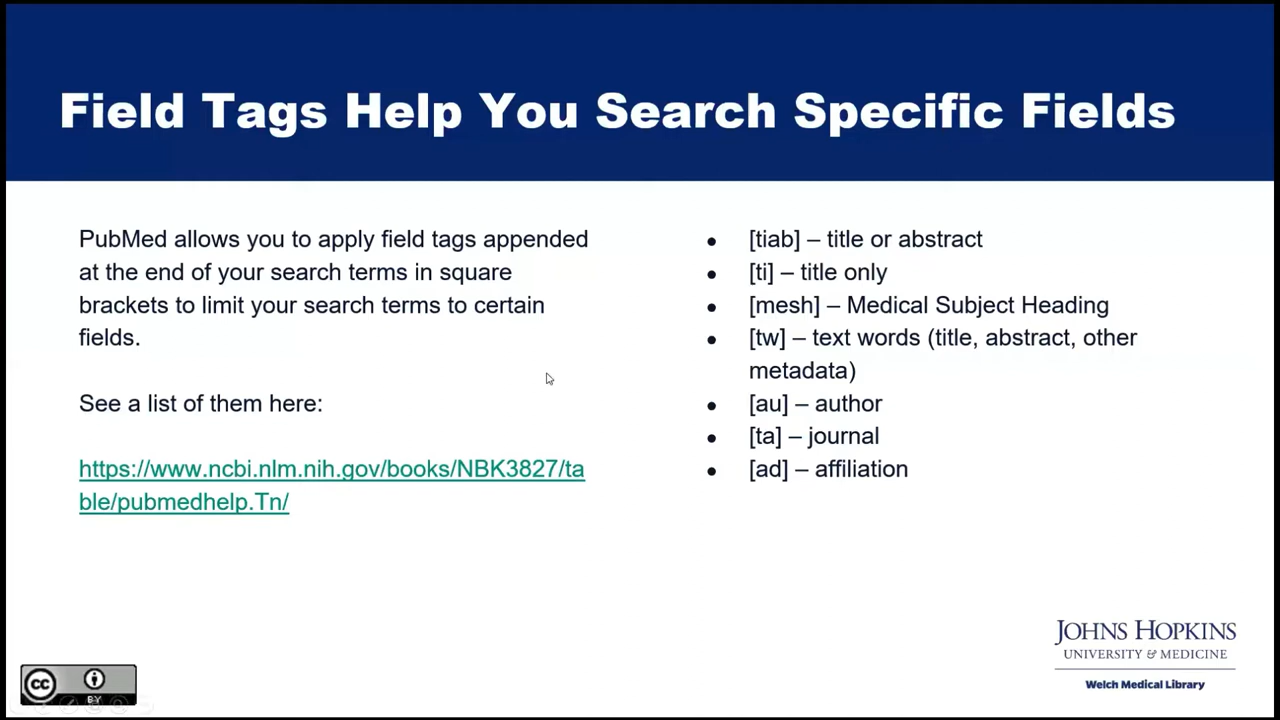 Field Tags Help You Search Specific Fields
PubMed allows you to apply field tags appended
at the end of your search terms in square
brackets to limit your search terms to certain
fields.
See a list of them here:
https://www.ncbi.nlm.nih.gov/books/NBK3827/ta
ble/pubmedhelp.Tn/
• [tiab] – title or abstract
• [ti] – title only
• [mesh] – Medical Subject Heading
• [tw] – text words (title, abstract, other
metadata)
• [au] – author
• [ta] – journal
• [ad] – affiliation
JOHNS HOPKINS
UNIVERSITY & MEDICINE
Welch Medical Library
CC
BY